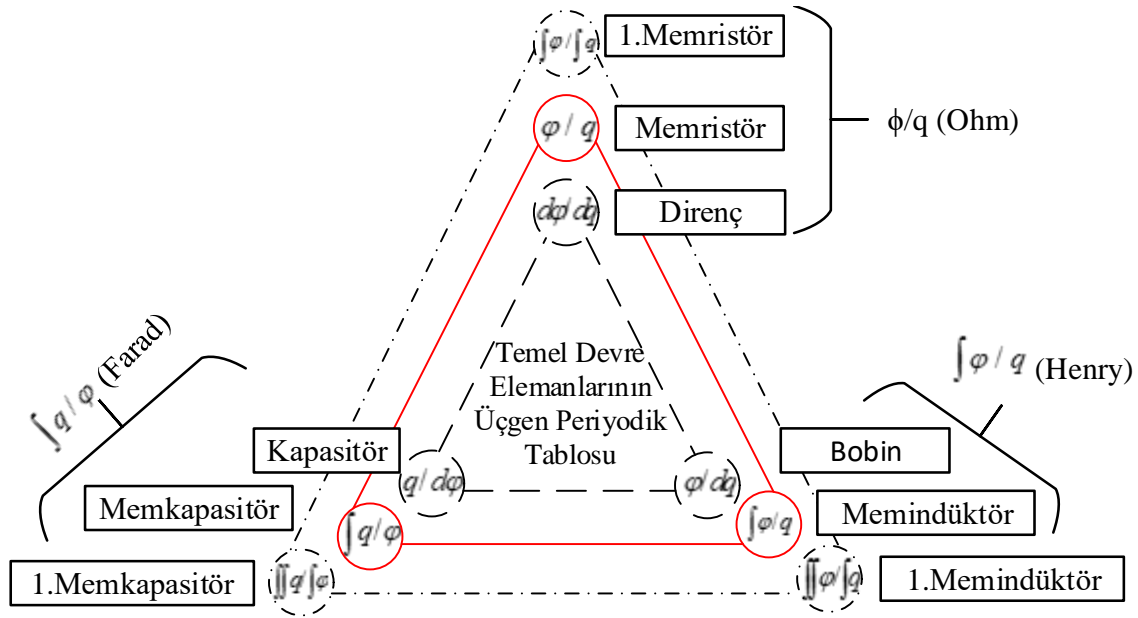 ∫φ/∫q
1.Memristör
φ / q
Memristör
ϕ/q (Ohm)
dφ/dq
Direnç
∫q/φ (Farad)
∫φ/q (Henry)
Temel Devre
Elemanlarının
Üçgen Periyodik
Tablosu
Kapasitör
q/dφ
φ/dq
Bobin
Memkapasitör
∫q/φ
∫φ/q
Memindüktör
1.Memkapasitör
∬q/∫φ
∬φ/∫q
1.Memindüktör